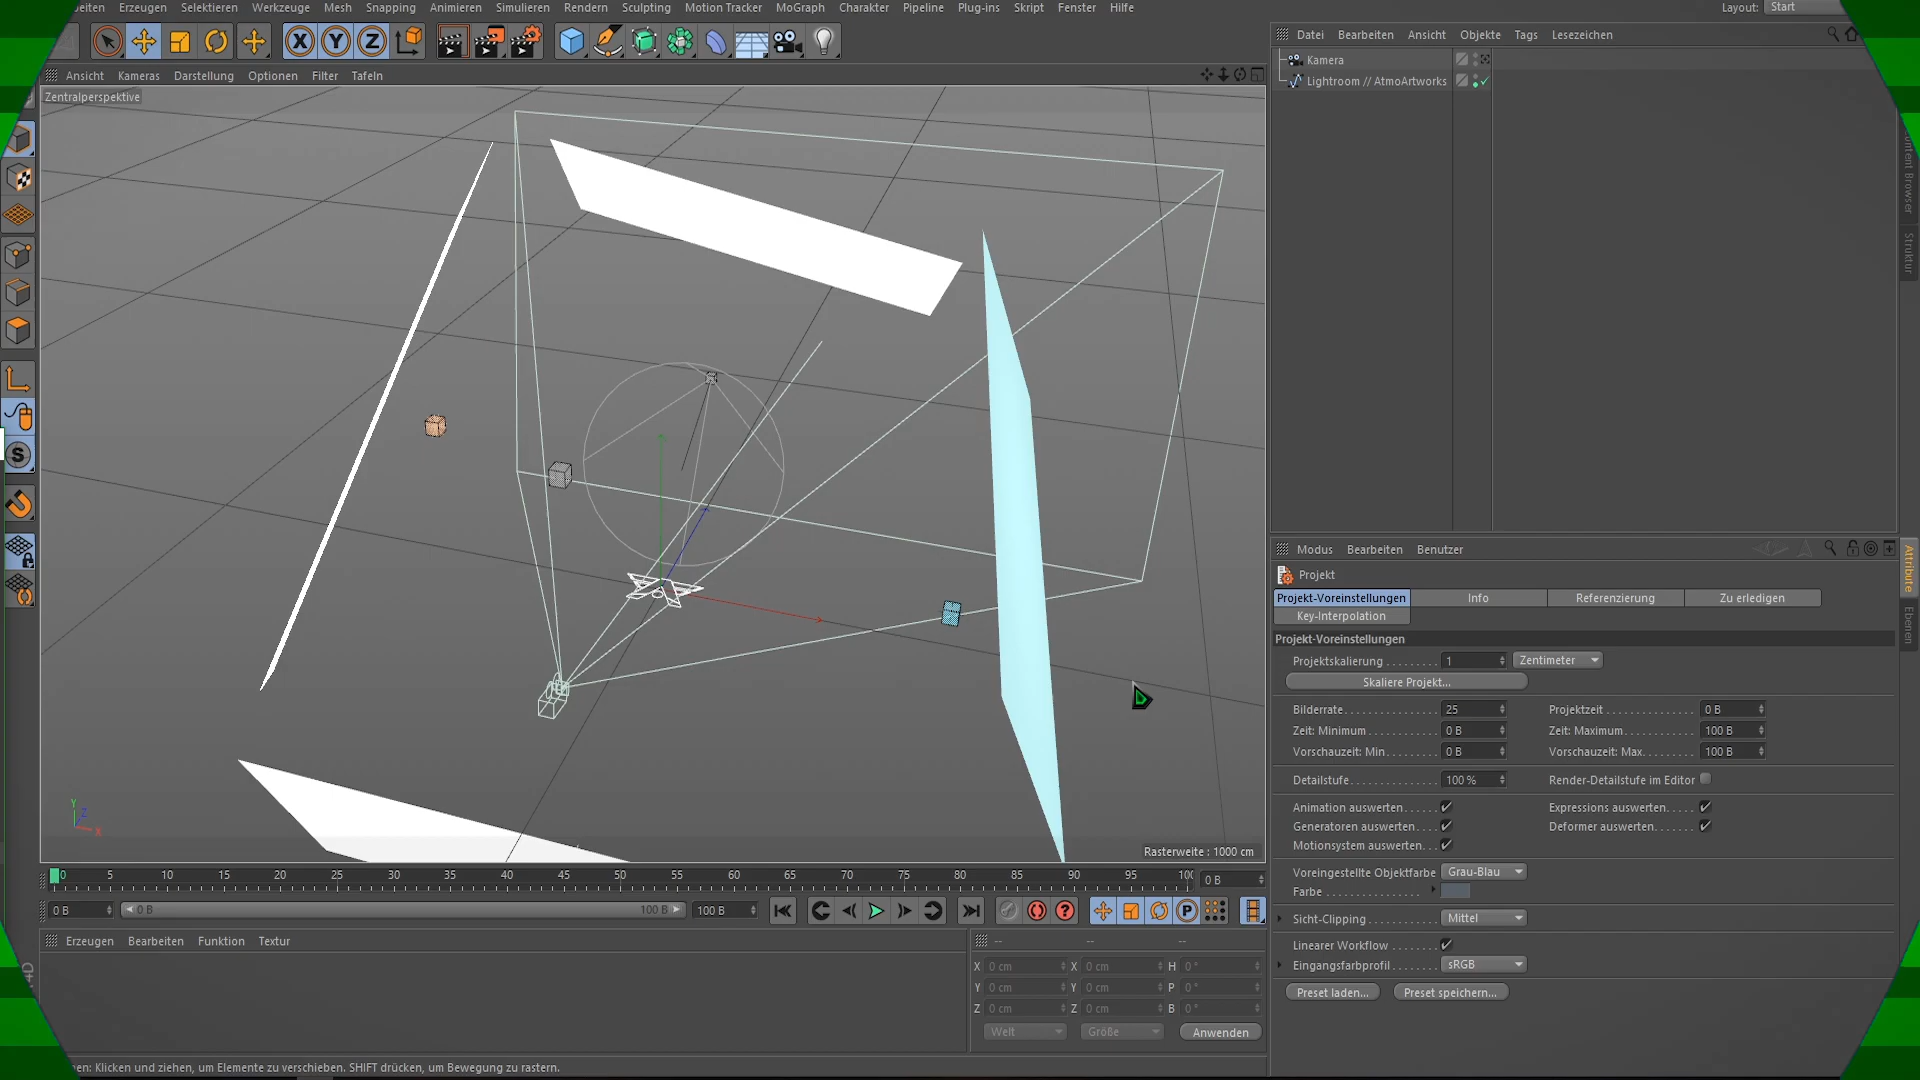 eiten Erzeugen Selektieren Werkzeuge Mesh Snapping Animieren Simulieren Rendern Sculpting Motion Tracker MoGraph Charakter Pipeline Plug-ins Skript Fenster Hilfe
Layout: Start
X Y Z
Ansicht Kameras Darstellung Optionen Filter Tafeln
Zentralperspektive
Datei Bearbeiten Ansicht Objekte Tags Lesezeichen
Kamera
Lightroom // AtmoArtworks
ontent Browser
Struktur
S
Y Z X
Rasterweite : 1000 cm
Modus Bearbeiten Benutzer
Attribute
Ebenen
Projekt
Projekt-Voreinstellungen Info Referenzierung Zu erledigen
Key-Interpolation
Projekt-Voreinstellungen
Projektskalierung 1 Zentimeter
Skaliere Projekt...
Bilderrate 25 Projektzeit 0 B
Zeit: Minimum 0 B Zeit: Maximum 100 B
Vorschauzeit: Min 0 B Vorschauzeit: Max 100 B
Detailstufe 100 % Render-Detailstufe im Editor
Animation auswerten Expressions auswerten
Generatoren auswerten Deformer auswerten
Motionsystem auswerten
Voreingestellte Objektfarbe Grau-Blau
Farbe
Sicht-Clipping Mittel
Linearer Workflow
Eingangsfarbprofil sRGB
Preset laden... Preset speichern...
0 5 10 15 20 25 30 35 40 45 50 55 60 65 70 75 80 85 90 95 100 0 B
0 B 0 B 100 B 100 B P
Erzeugen Bearbeiten Funktion Textur
-- -- --
X 0 cm X 0 cm H 0 °
Y 0 cm Y 0 cm P 0 °
Z 0 cm Z 0 cm B 0 °
Welt Größe Anwenden
4D
en: Klicken und ziehen, um Elemente zu verschieben. SHIFT drücken, um Bewegung zu rastern.